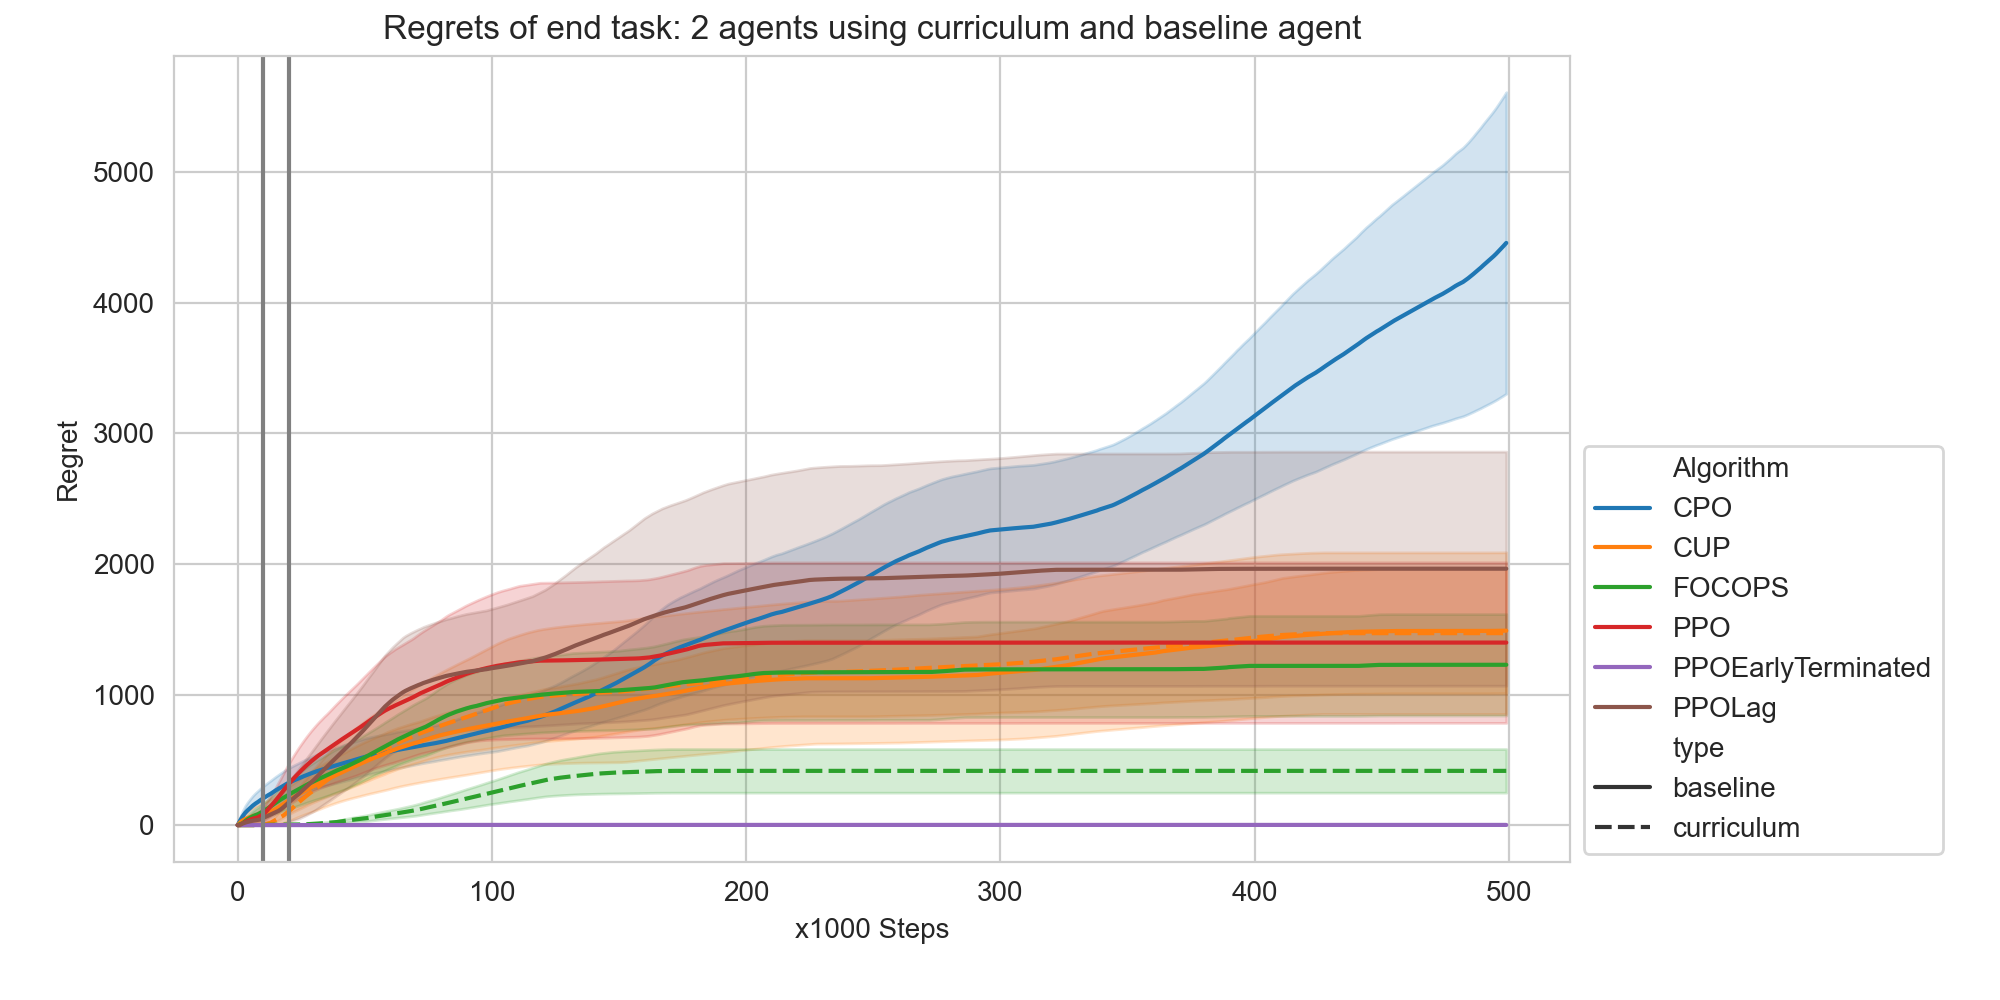 Regrets of end task: 2 agents using curriculum and baseline agent
Regret
5000
4000
3000
2000
1000
0
0 100 200 300 400 500
x1000 Steps
Algorithm
CPO
CUP
FOCOPS
PPO
PPOEarlyTerminated
PPOLag
type
baseline
curriculum